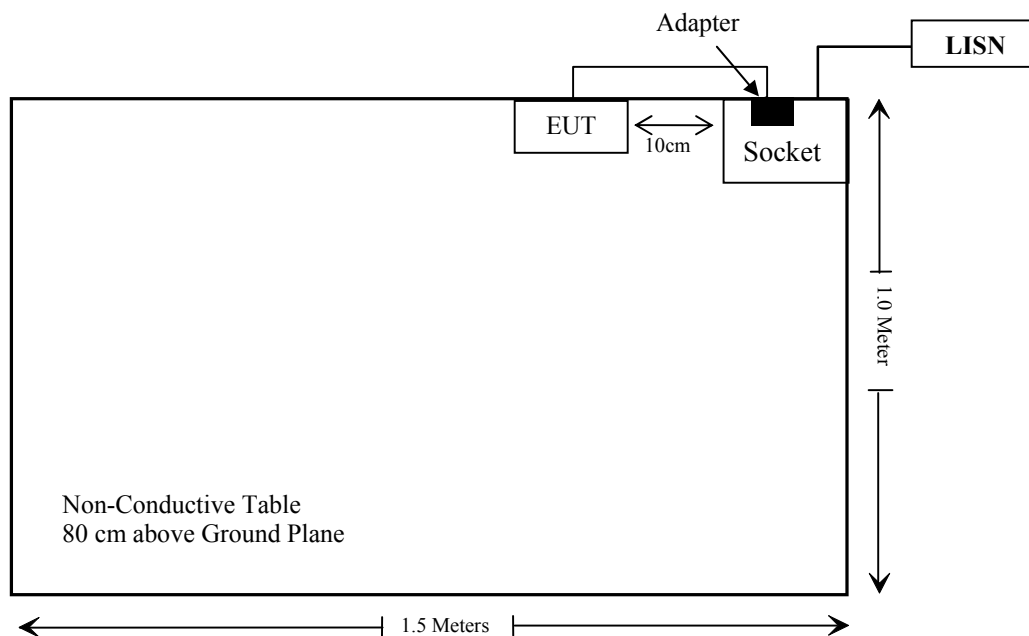 Adapter
LISN
EUT
10cm
Socket
1.0 Meter
Non-Conductive Table
80 cm above Ground Plane
1.5 Meters